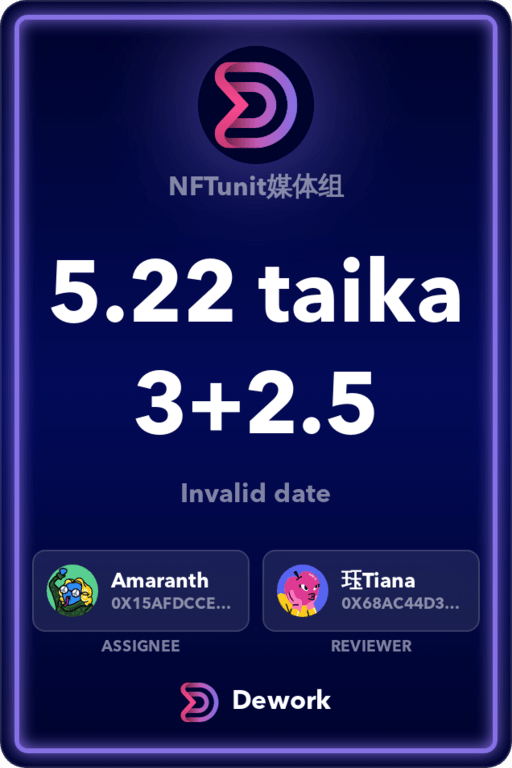 NFTunit媒体组
5.22 taika
3+2.5
Invalid date
Amaranth
0X15AFDCCE...
珏Tiana
0X68AC44D3...
ASSIGNEE
REVIEWER
Dework